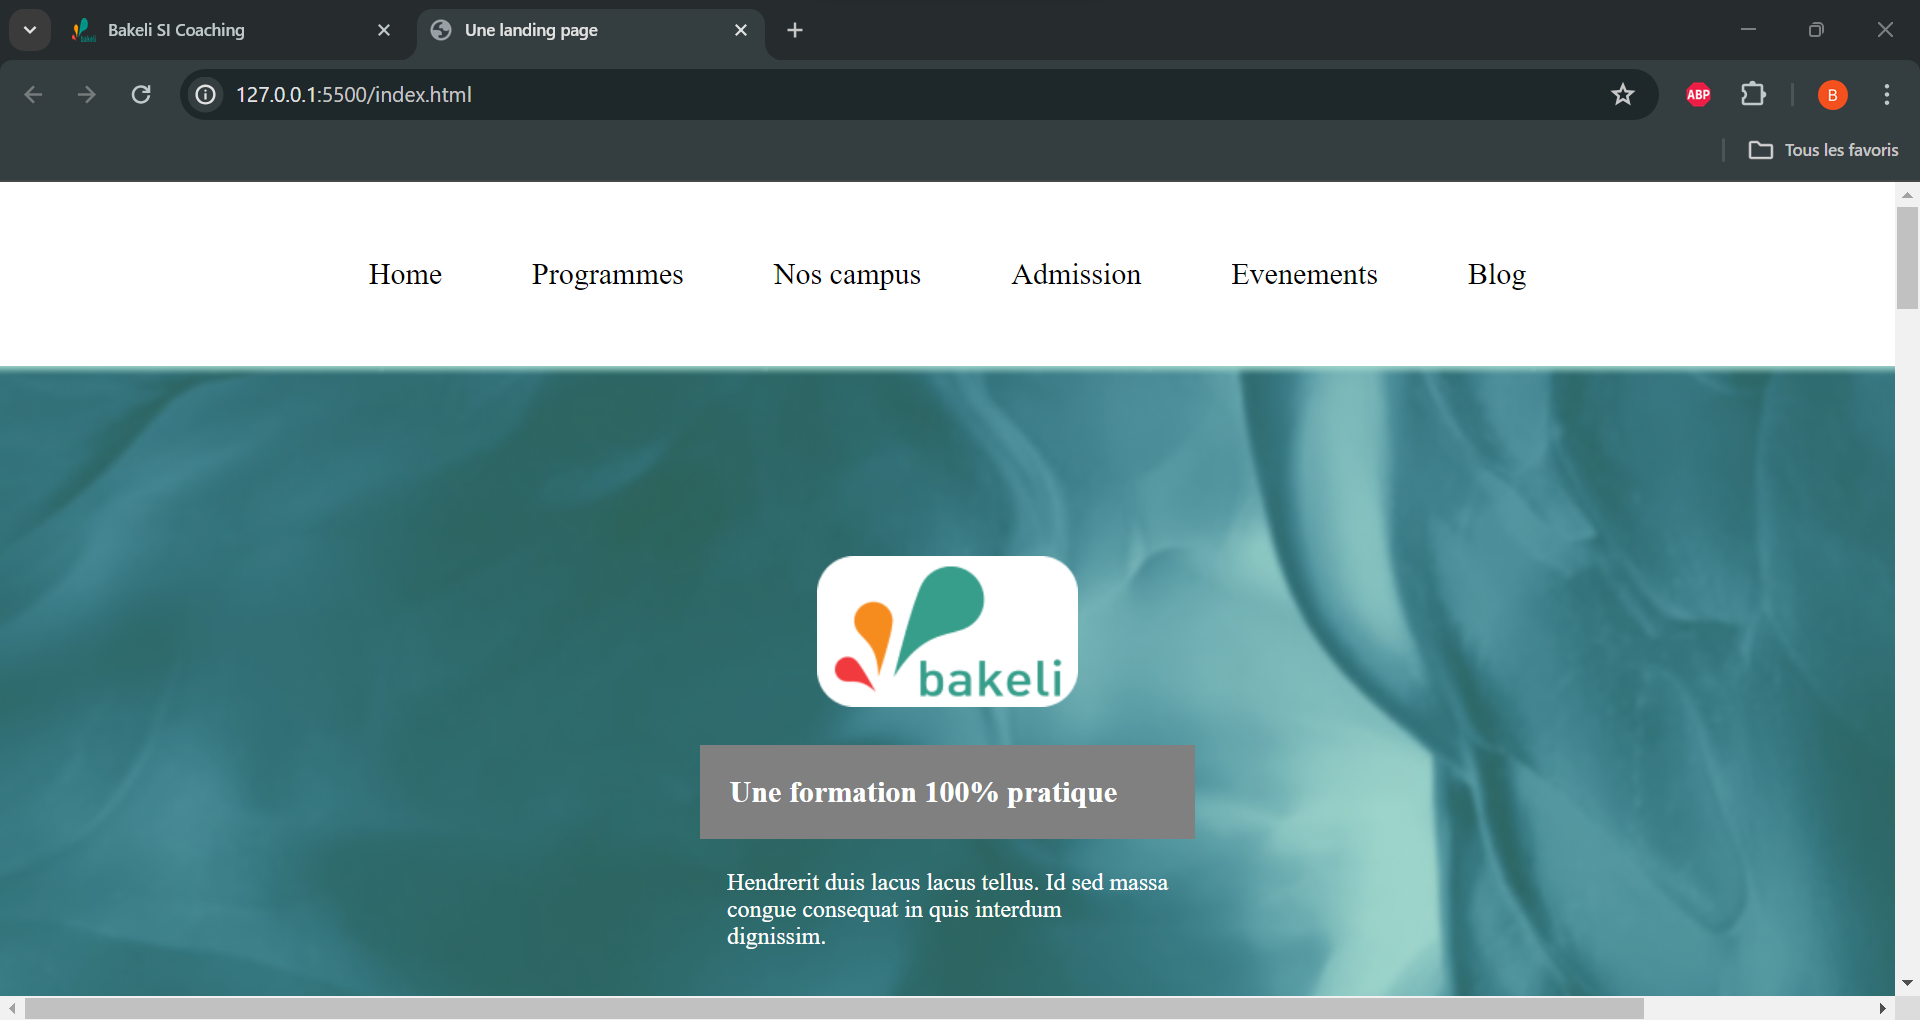 Bakeli SI Coaching
Une landing page
127.0.0.1:5500/index.html
ABP
B
Tous les favoris
Home Programmes Nos campus Admission Evenements Blog
bakeli
Une formation 100% pratique
Hendrerit duis lacus lacus tellus. Id sed massa
congue consequat in quis interdum
dignissim.